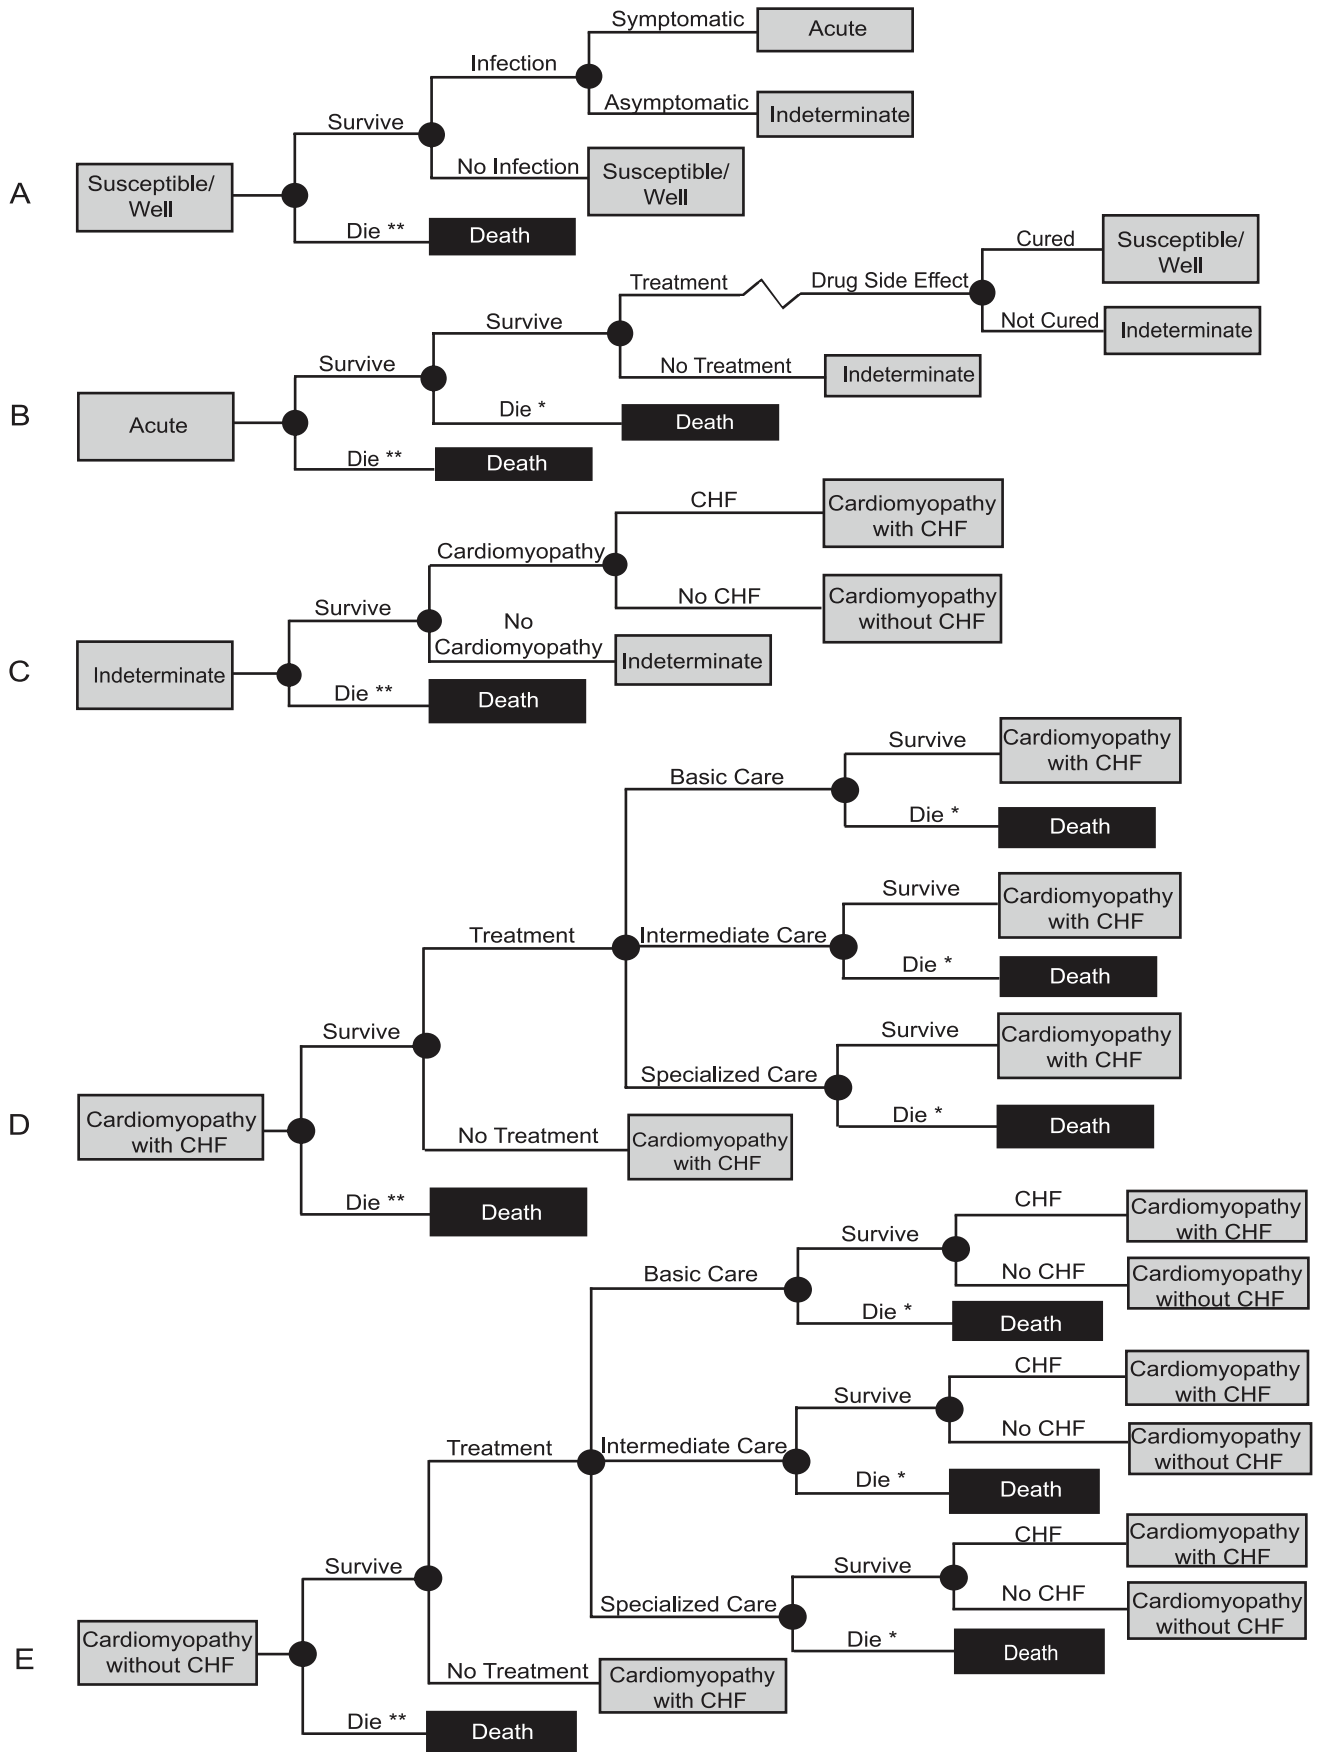 Symptomatic
Acute
Infection
Asymptomatic
Indeterminate
Survive
No Infection
Susceptible/
Well
A
Susceptible/
Well
Die **
Death
Cured
Susceptible/
Well
Treatment
Drug Side Effect
Not Cured
Indeterminate
Survive
No Treatment
Indeterminate
Survive
Die *
Death
B
Acute
Die **
Death
CHF
Cardiomyopathy
with CHF
Cardiomyopathy
No CHF
Cardiomyopathy
without CHF
Survive
No
Cardiomyopathy
Indeterminate
C
Indeterminate
Die **
Death
Survive
Cardiomyopathy
with CHF
Basic Care
Die *
Death
Survive
Cardiomyopathy
with CHF
Treatment
Intermediate Care
Die *
Death
Survive
Survive
Cardiomyopathy
with CHF
Specialized Care
Die *
Death
D
Cardiomyopathy
with CHF
No Treatment
Cardiomyopathy
with CHF
Die **
Death
CHF
Cardiomyopathy
with CHF
Survive
Basic Care
No CHF
Cardiomyopathy
without CHF
Die *
Death
CHF
Cardiomyopathy
with CHF
Survive
Treatment
Intermediate Care
No CHF
Cardiomyopathy
without CHF
Die *
Death
CHF
Cardiomyopathy
with CHF
Survive
Survive
No CHF
Cardiomyopathy
without CHF
Specialized Care
Die *
Death
E
Cardiomyopathy
without CHF
No Treatment
Cardiomyopathy
with CHF
Die **
Death